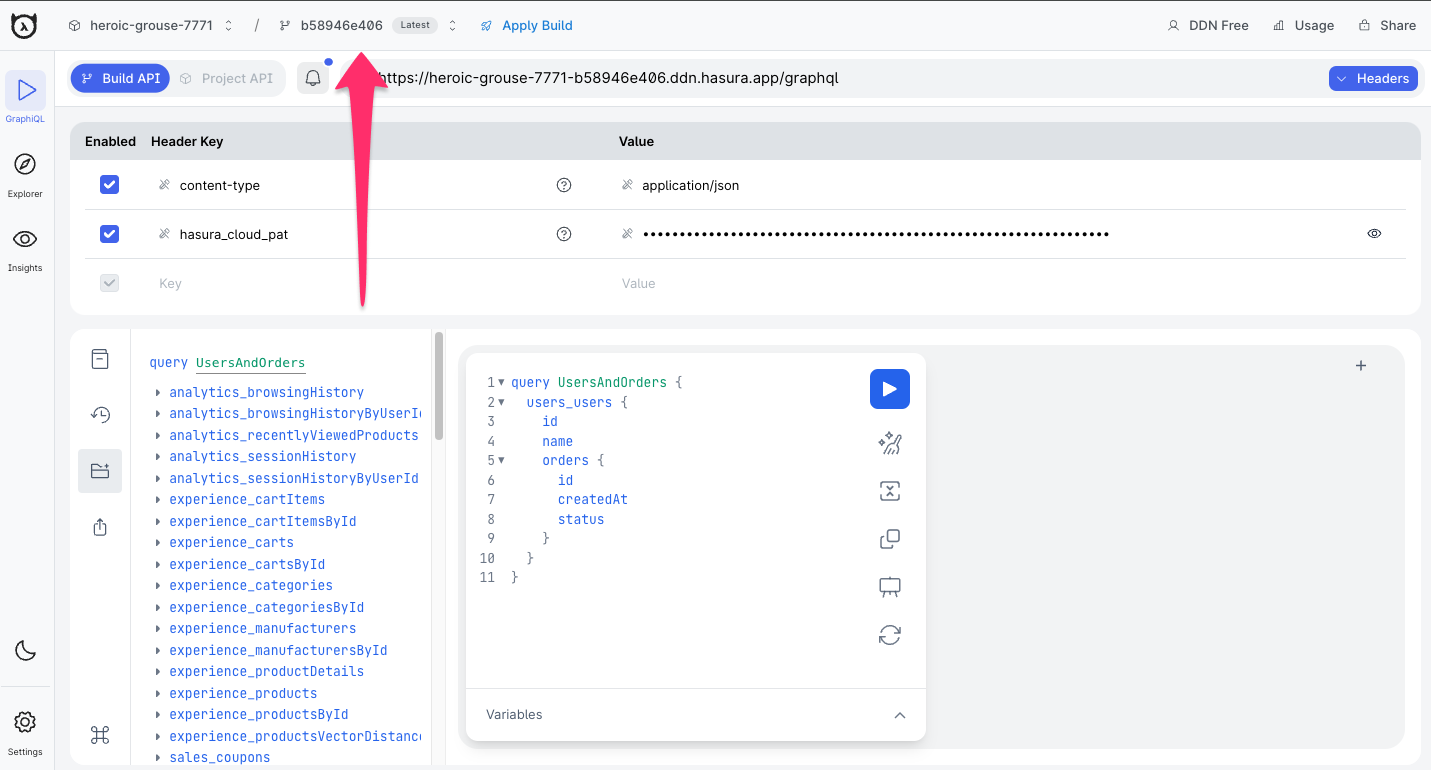 heroic-grouse-7771 / b58946e406 Latest Apply Build DDN Free Usage Share
Build API Project API https://heroic-grouse-7771-b58946e406.ddn.hasura.app/graphql Headers
GraphiQL
Explorer
Insights
Settings
Enabled Header Key Value
content-type application/json
hasura_cloud_pat ••••••••••••••••••••••••••••••••••••••••••••••••••••••••••••••••
Key Value
query UsersAndOrders
analytics_browsingHistory
analytics_browsingHistoryByUserId
analytics_recentlyViewedProducts
analytics_sessionHistory
analytics_sessionHistoryByUserId
experience_cartItems
experience_cartItemsById
experience_carts
experience_cartsById
experience_categories
experience_categoriesById
experience_manufacturers
experience_manufacturersById
experience_productDetails
experience_products
experience_productsById
experience_productsVectorDistance
sales_coupons
1 query UsersAndOrders {
2 users_users {
3 id
4 name
5 orders {
6 id
7 createdAt
8 status
9 }
10 }
11 }
Variables